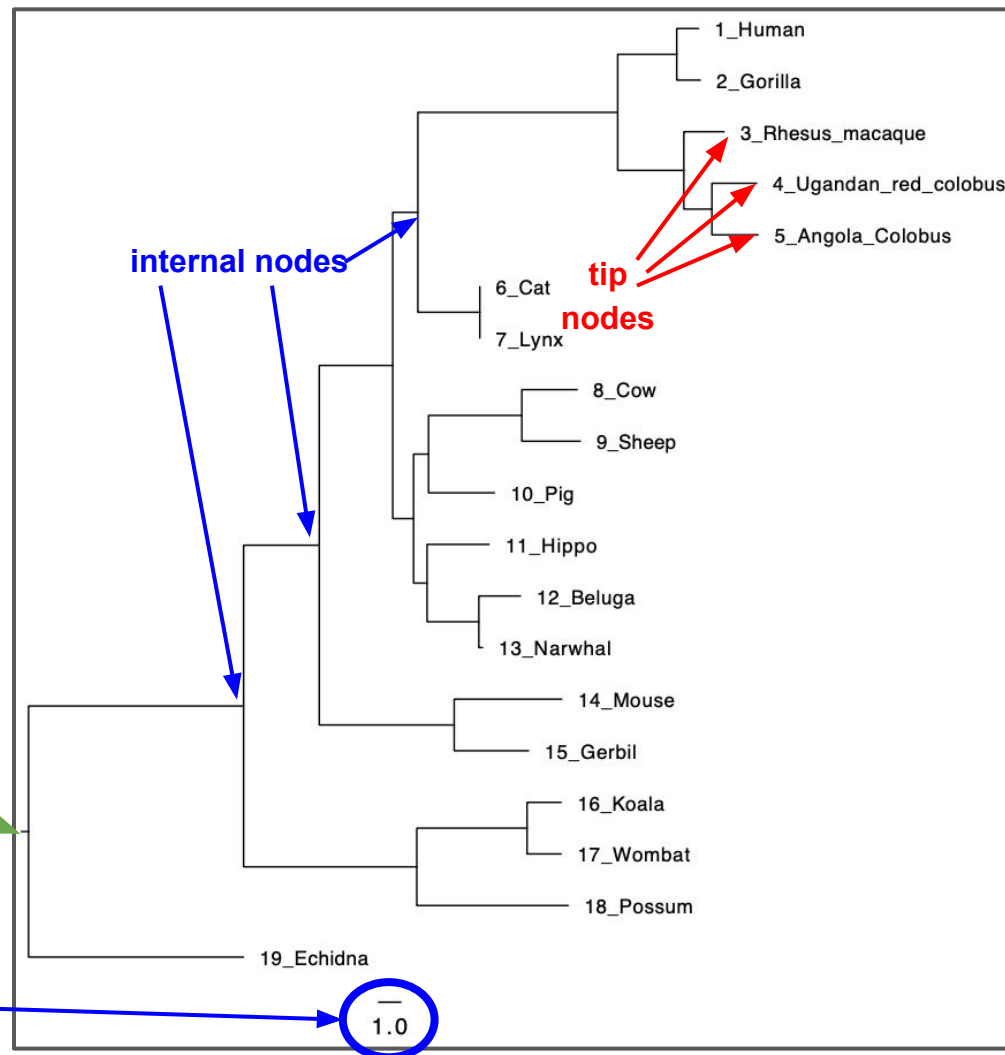 1_Human
2_Gorilla
3_Rhesus_macaque
4_Ugandan_red_colobus
5_Angola_Colobus
internal nodes
tip
nodes
6_Cat
7_Lynx
8_Cow
9_Sheep
10_Pig
11_Hippo
12_Beluga
13_Narwhal
14_Mouse
15_Gerbil
16_Koala
17_Wombat
18_Possum
19_Echidna
1.0